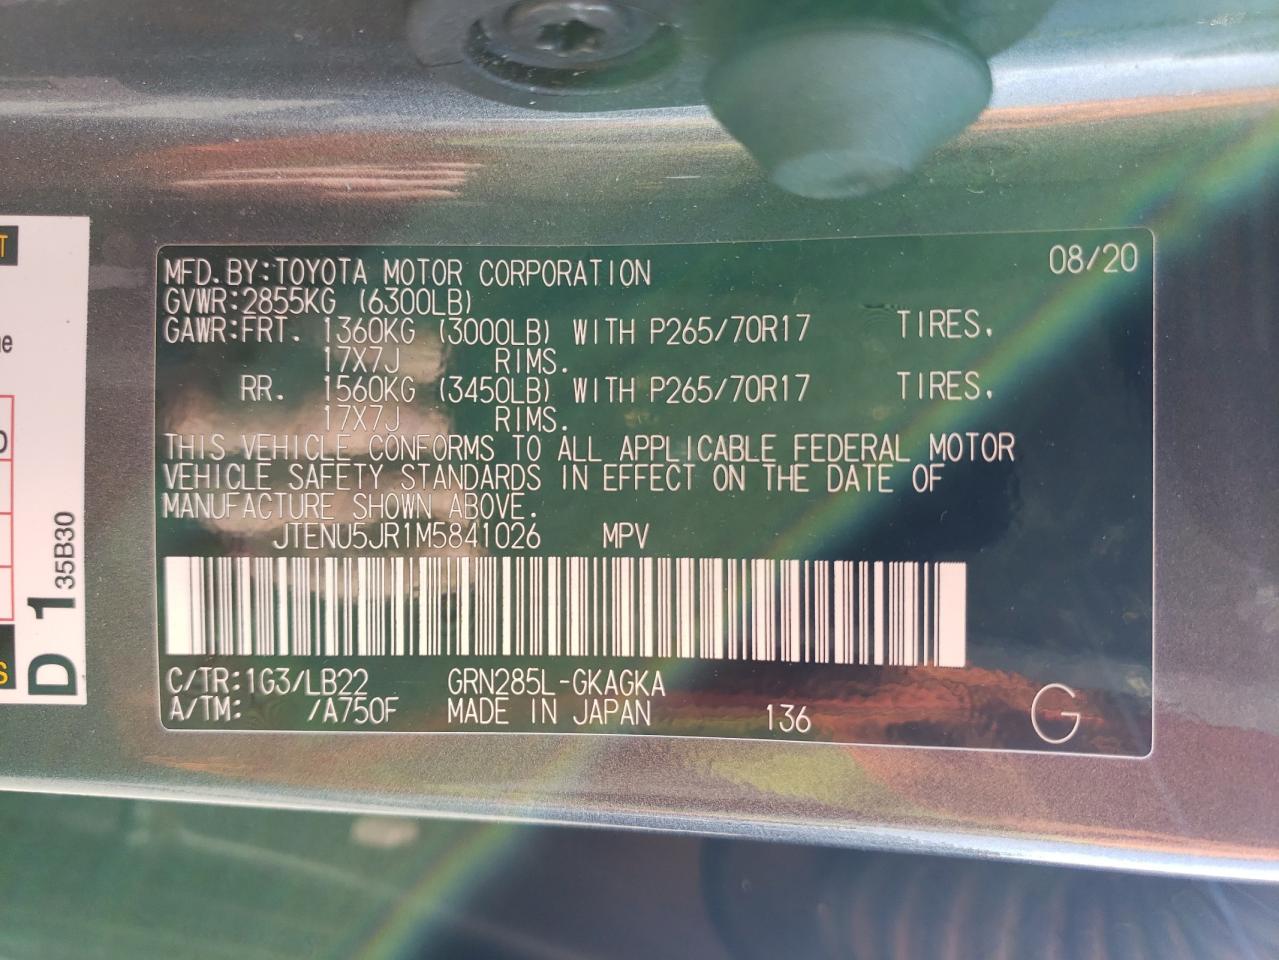 MFD.BY:TOYOTA MOTOR CORPORATION 08/20
GVWR:2855KG (6300LB)
GAWR:FRT. 1360KG (3000LB) WITH P265/70R17 TIRES.
17X7J RIMS.
RR. 1560KG (3450LB) WITH P265/70R17 TIRES.
17X7J RIMS.
THIS VEHICLE CONFORMS TO ALL APPLICABLE FEDERAL MOTOR
VEHICLE SAFETY STANDARDS IN EFFECT ON THE DATE OF
MANUFACTURE SHOWN ABOVE.
JTENU5JR1M5841026 MPV
C/TR:1G3/LB22 GRN285L-GKAGKA
A/TM: /A750F MADE IN JAPAN 136 G
D 1 35B30